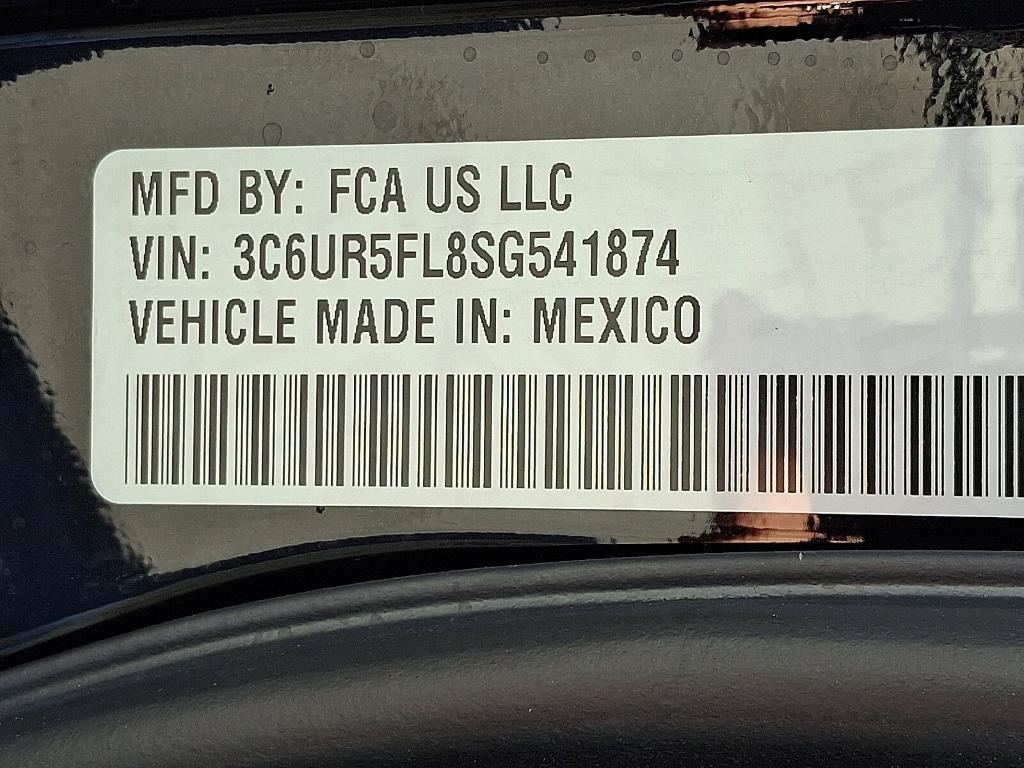 MFD BY: FCA US LLC
VIN: 3C6UR5FL8SG541874
VEHICLE MADE IN: MEXICO